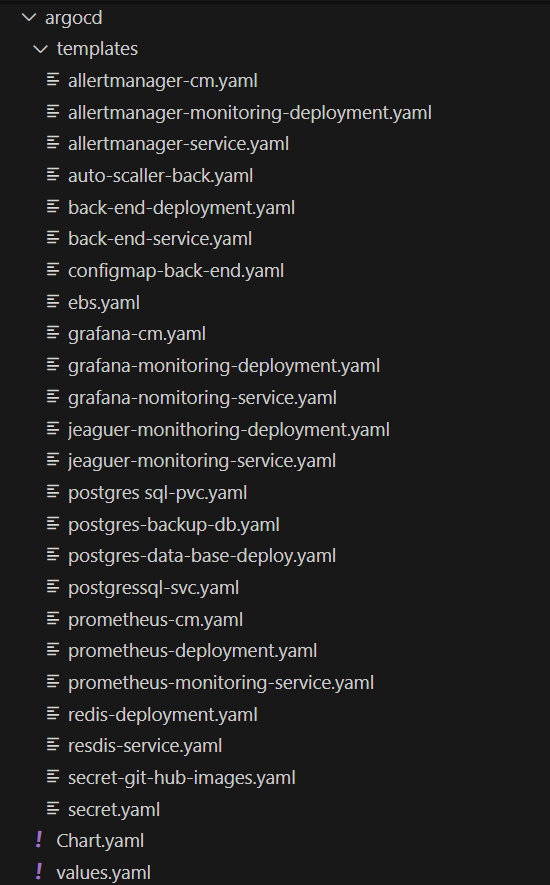 argocd
templates
allertmanager-cm.yaml
allertmanager-monitoring-deployment.yaml
allertmanager-service.yaml
auto-scaller-back.yaml
back-end-deployment.yaml
back-end-service.yaml
configmap-back-end.yaml
ebs.yaml
grafana-cm.yaml
grafana-monitoring-deployment.yaml
grafana-nomitoring-service.yaml
jeaguer-monithoring-deployment.yaml
jeaguer-monitoring-service.yaml
postgres sql-pvc.yaml
postgres-backup-db.yaml
postgres-data-base-deploy.yaml
postgressql-svc.yaml
prometheus-cm.yaml
prometheus-deployment.yaml
prometheus-monitoring-service.yaml
redis-deployment.yaml
resdis-service.yaml
secret-git-hub-images.yaml
secret.yaml
! Chart.yaml
! values.yaml